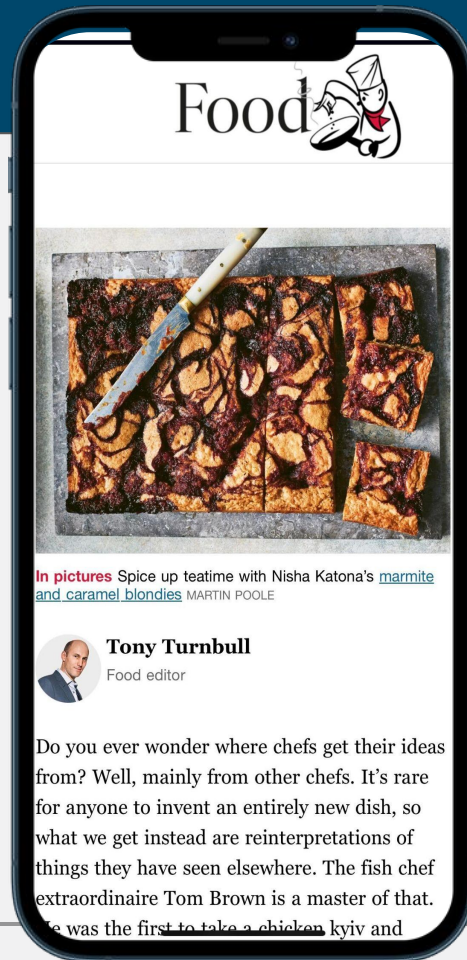 Food
In pictures Spice up teatime with Nisha Katona’s marmite
and caramel blondies MARTIN POOLE
Tony Turnbull
Food editor
Do you ever wonder where chefs get their ideas
from? Well, mainly from other chefs. It’s rare
for anyone to invent an entirely new dish, so
what we get instead are reinterpretations of
things they have seen elsewhere. The fish chef
extraordinaire Tom Brown is a master of that.
He was the first to take a chicken kyiv and